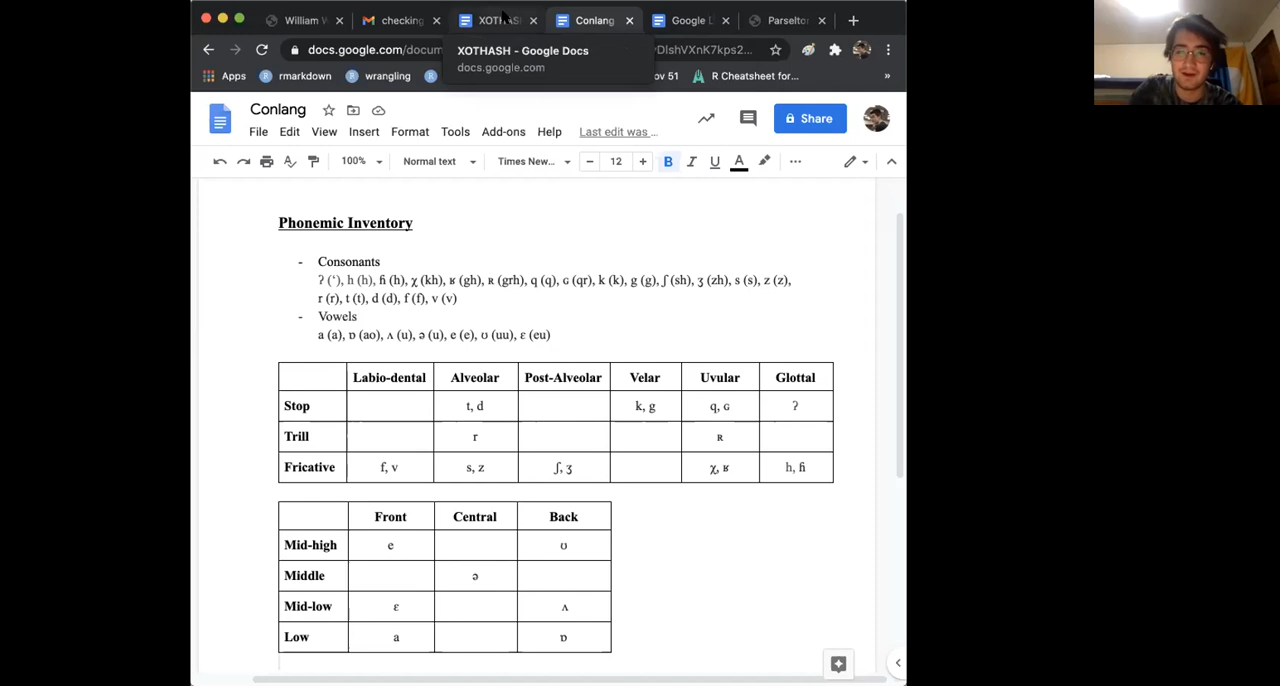 William W
checking
XOTHASH
Conlang
Google D
Parselton
docs.google.com/docum
DIshVXnK7kps2...
XOTHASH - Google Docs
docs.google.com
Apps
rmarkdown
wrangling
ov 51
R Cheatsheet for...
»
Conlang
File Edit View Insert Format Tools Add-ons Help Last edit was ...
Share
100% Normal text Times New... − 12 + B I U A ...
Phonemic Inventory
- Consonants
ʔ (‘), h (h), ɦ (h), χ (kh), ʁ (gh), ʀ (grh), q (q), ɢ (qr), k (k), g (g), ʃ (sh), ʒ (zh), s (s), z (z),
r (r), t (t), d (d), f (f), v (v)
- Vowels
a (a), ɒ (ao), ʌ (u), ə (u), e (e), ʊ (uu), ɛ (eu)
Labio-dental Alveolar Post-Alveolar Velar Uvular Glottal
Stop t, d k, g q, ɢ ʔ
Trill r ʀ
Fricative f, v s, z ʃ, ʒ χ, ʁ h, ɦ
Front Central Back
Mid-high e ʊ
Middle ə
Mid-low ɛ ʌ
Low a ɒ